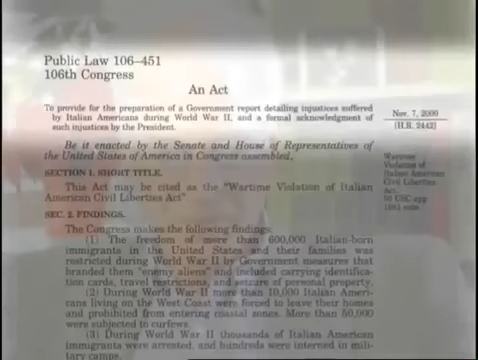 Public Law 106–451
106th Congress
An Act
To provide for the preparation of a Government report detailing injustices suffered
by Italian Americans during World War II, and a formal acknowledgment of
such injustices by the President.
Nov. 7, 2000
[H.R. 2442]
Be it enacted by the Senate and House of Representatives of
the United States of America in Congress assembled,
SECTION 1. SHORT TITLE.
This Act may be cited as the "Wartime Violation of Italian
American Civil Liberties Act"
Wartime
Violation of
Italian American
Civil Liberties
Act.
50 USC app
1981 note
SEC. 2. FINDINGS.
The Congress makes the following findings:
(1) The freedom of more than 600,000 Italian-born
immigrants in the United States and their families was
restricted during World War II by Government measures that
branded them "enemy aliens" and included carrying identifica-
tion cards, travel restrictions, and seizure of personal property.
(2) During World War II more than 10,000 Italian Ameri-
cans living on the West Coast were forced to leave their homes
and prohibited from entering coastal zones. More than 50,000
were subjected to curfews.
(3) During World War II thousands of Italian American
immigrants were arrested, and hundreds were interned in mili-
tary camps.